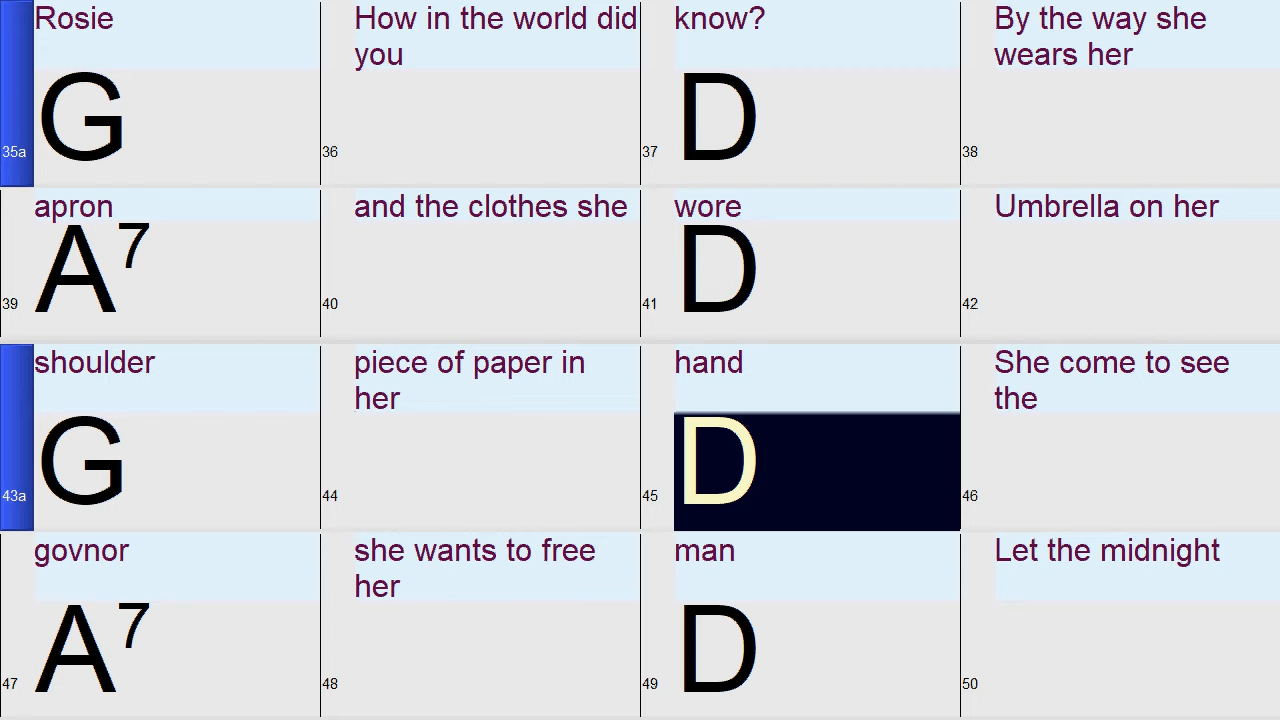 Rosie How in the world did know? By the way she
you wears her
G D
35a 36 37 38
apron and the clothes she wore Umbrella on her
A7 D
39 40 41 42
shoulder piece of paper in hand She come to see
her the
G D
43a 44 45 46
govnor she wants to free man Let the midnight
her
A7 D
47 48 49 50